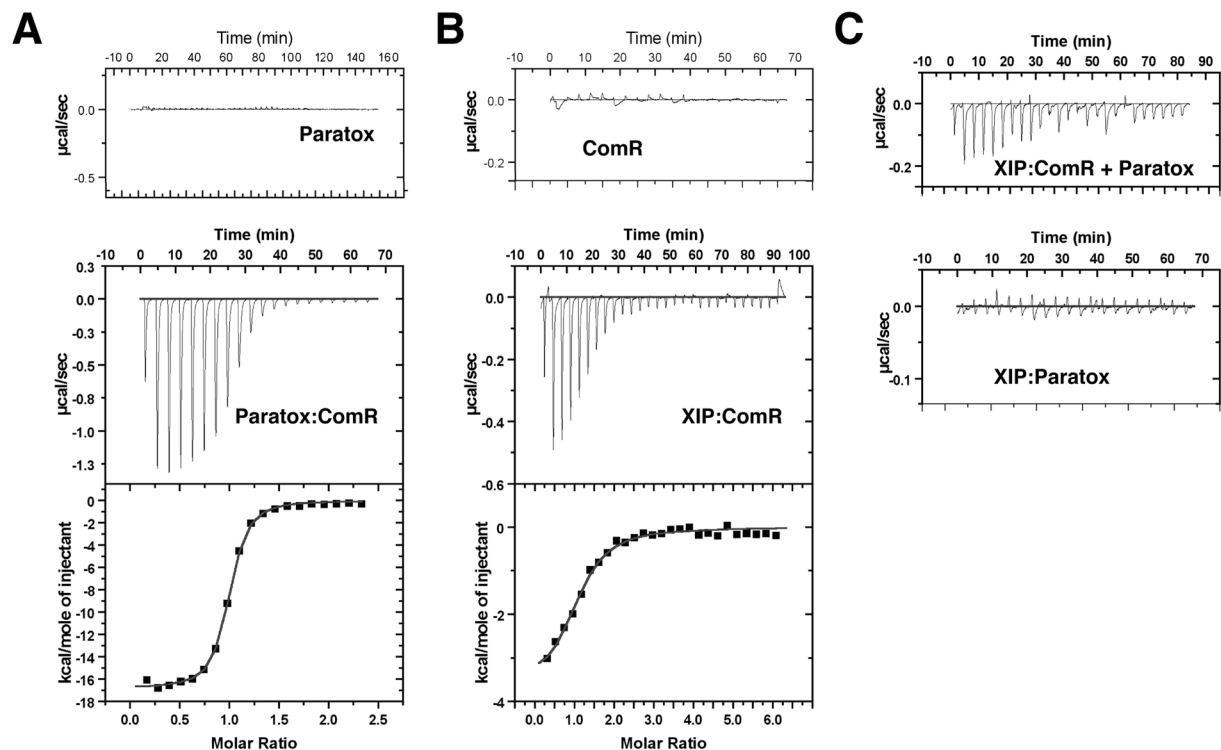 A
Time (min)
-10 0 20 40 60 80 100 120 140 160
0.0
-0.5
µcal/sec
Paratox
Time (min)
-10 0 10 20 30 40 50 60 70
0.3
0.0
-0.3
-0.5
-0.8
-1.0
-1.3
µcal/sec
Paratox:ComR
0
-2
-4
-6
-8
-10
-12
-14
-16
-18
kcal/mole of injectant
0.0 0.5 1.0 1.5 2.0 2.5
Molar Ratio
B
Time (min)
-10 0 10 20 30 40 50 60 70
0.0
-0.2
µcal/sec
ComR
Time (min)
-10 0 10 20 30 40 50 60 70 80 90 100
0.0
-0.2
-0.4
-0.6
µcal/sec
XIP:ComR
0
-2
-4
kcal/mole of injectant
0.0 1.0 2.0 3.0 4.0 5.0 6.0
Molar Ratio
C
Time (min)
-10 0 10 20 30 40 50 60 70 80 90
0.0
-0.2
µcal/sec
XIP:ComR + Paratox
Time (min)
-10 0 10 20 30 40 50 60 70
0.0
-0.1
µcal/sec
XIP:Paratox